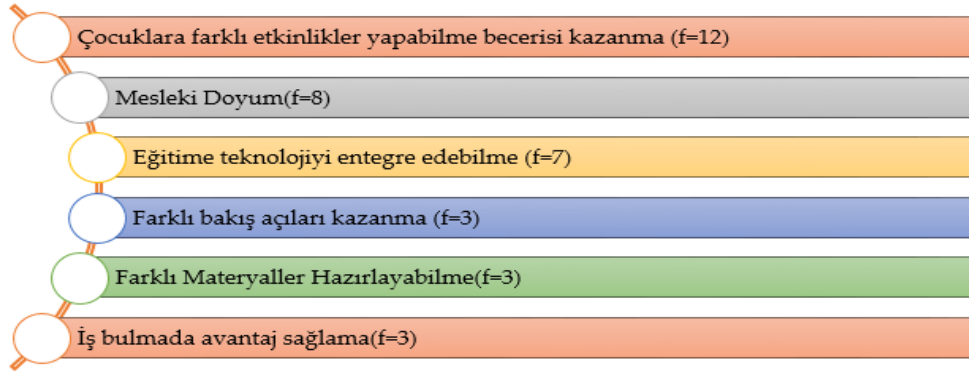 Çocuklara farklı etkinlikler yapabilme becerisi kazanma (f=12)
Mesleki Doyum(f=8)
Eğitime teknolojiyi entegre edebilme (f=7)
Farklı bakış açıları kazanma (f=3)
Farklı Materyaller Hazırlayabilme(f=3)
İş bulmada avantaj sağlama(f=3)